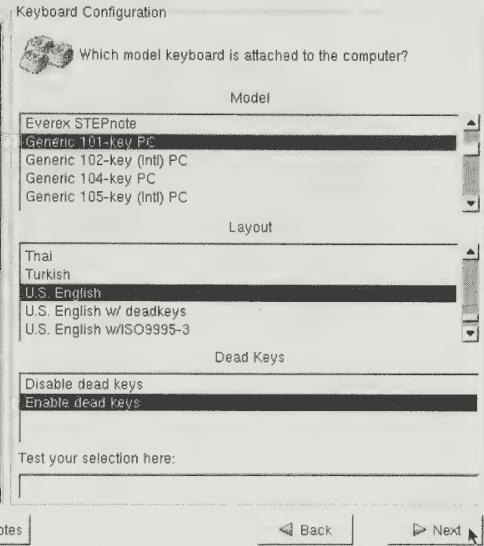 Keyboard Configuration
Which model keyboard is attached to the computer?
Model
Everex STEPnote
Generic 101-key PC
Generic 102-key (Intl) PC
Generic 104-key PC
Generic 105-key (Intl) PC
Layout
Thai
Turkish
U.S. English
U.S. English w/ deadkeys
U.S. English w/ISO9995-3
Dead Keys
Disable dead keys
Enable dead keys
Test your selection here:
otes
Back
Next